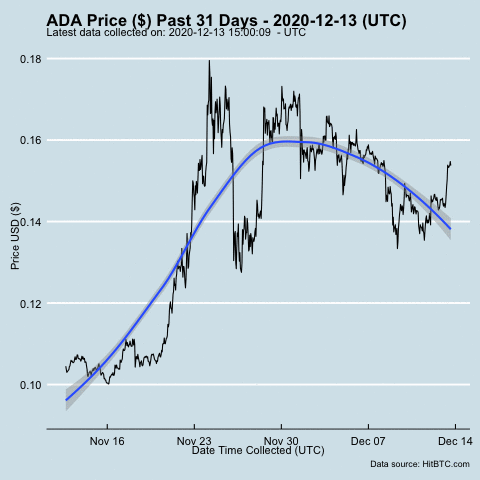 ADA Price ($) Past 31 Days - 2020-12-13 (UTC)
Latest data collected on: 2020-12-13 15:00:09 - UTC
Price USD ($)
0.18
0.16
0.14
0.12
0.10
Nov 16 Nov 23 Nov 30 Dec 07 Dec 14
Date Time Collected (UTC)
Data source: HitBTC.com